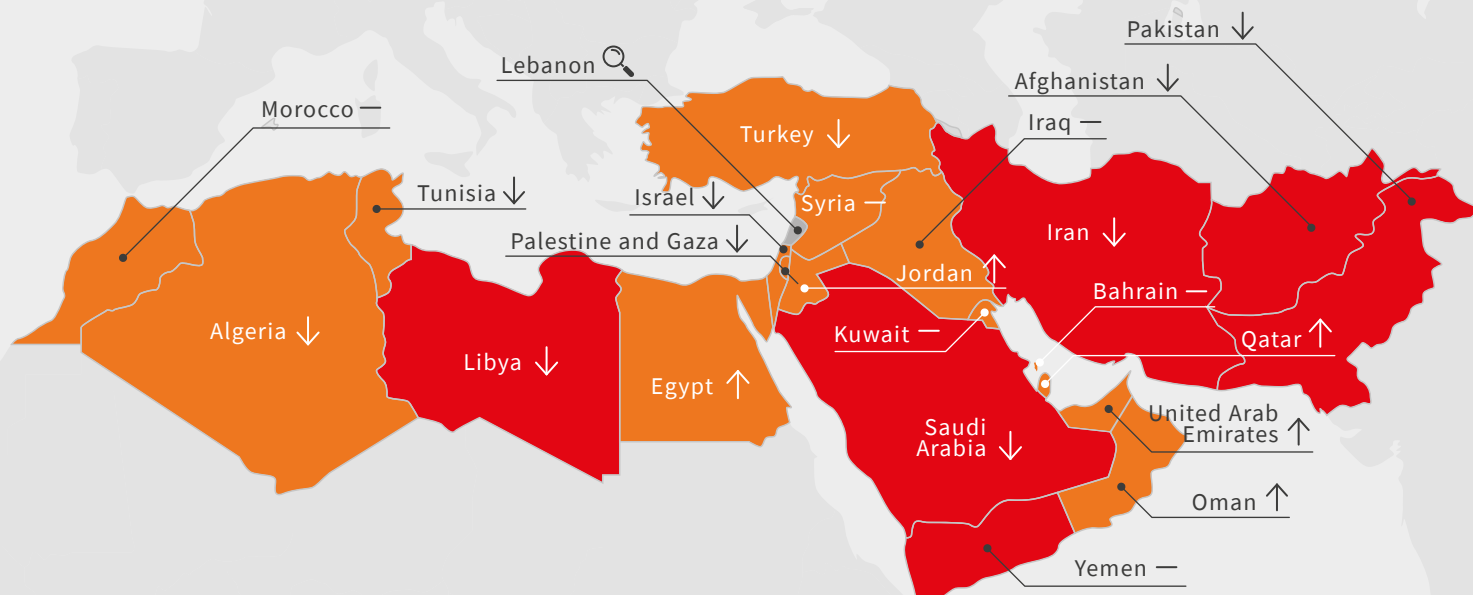 Pakistan ↓
Lebanon
Afghanistan ↓
Morocco —
Iraq —
Turkey ↓
Tunisia ↓
Israel ↓
Syria —
Palestine and Gaza ↓
Iran ↓
Jordan ↑
Bahrain —
Algeria ↓
Kuwait —
Qatar ↑
Libya ↓
Egypt ↑
United Arab
Emirates ↑
Saudi
Arabia ↓
Oman ↑
Yemen —